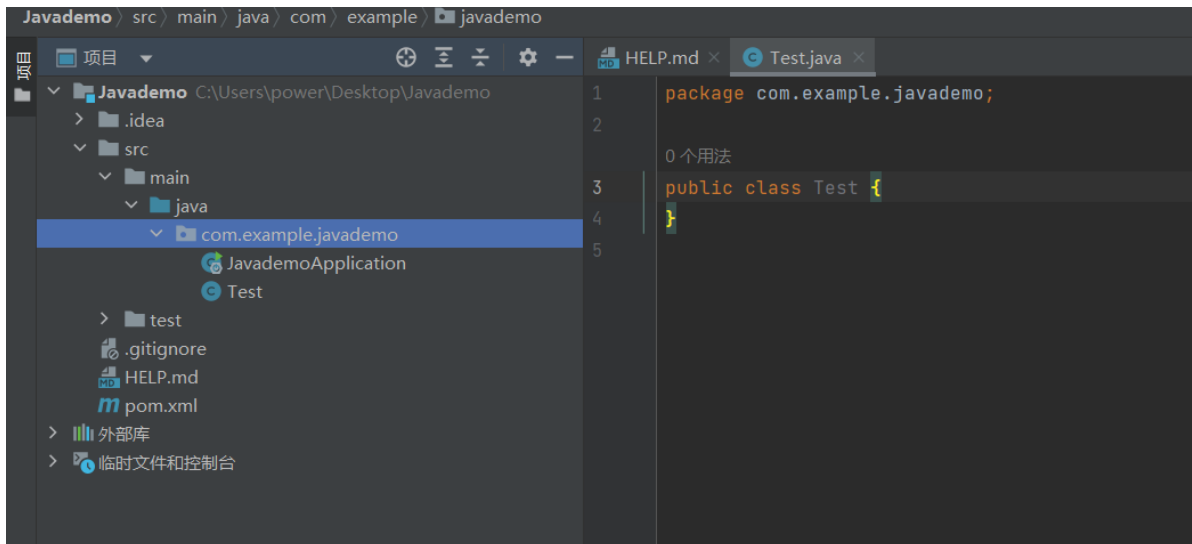 Javademo 〉 src 〉 main 〉 java 〉 com 〉 example 〉 javademo
项目
项目
HELP.md
Test.java
Javademo C:\Users\power\Desktop\Javademo
.idea
src
main
java
com.example.javademo
JavademoApplication
Test
test
.gitignore
HELP.md
pom.xml
外部库
临时文件和控制台
1 package com.example.javademo;
2
0 个用法
3 public class Test {
4 }
5